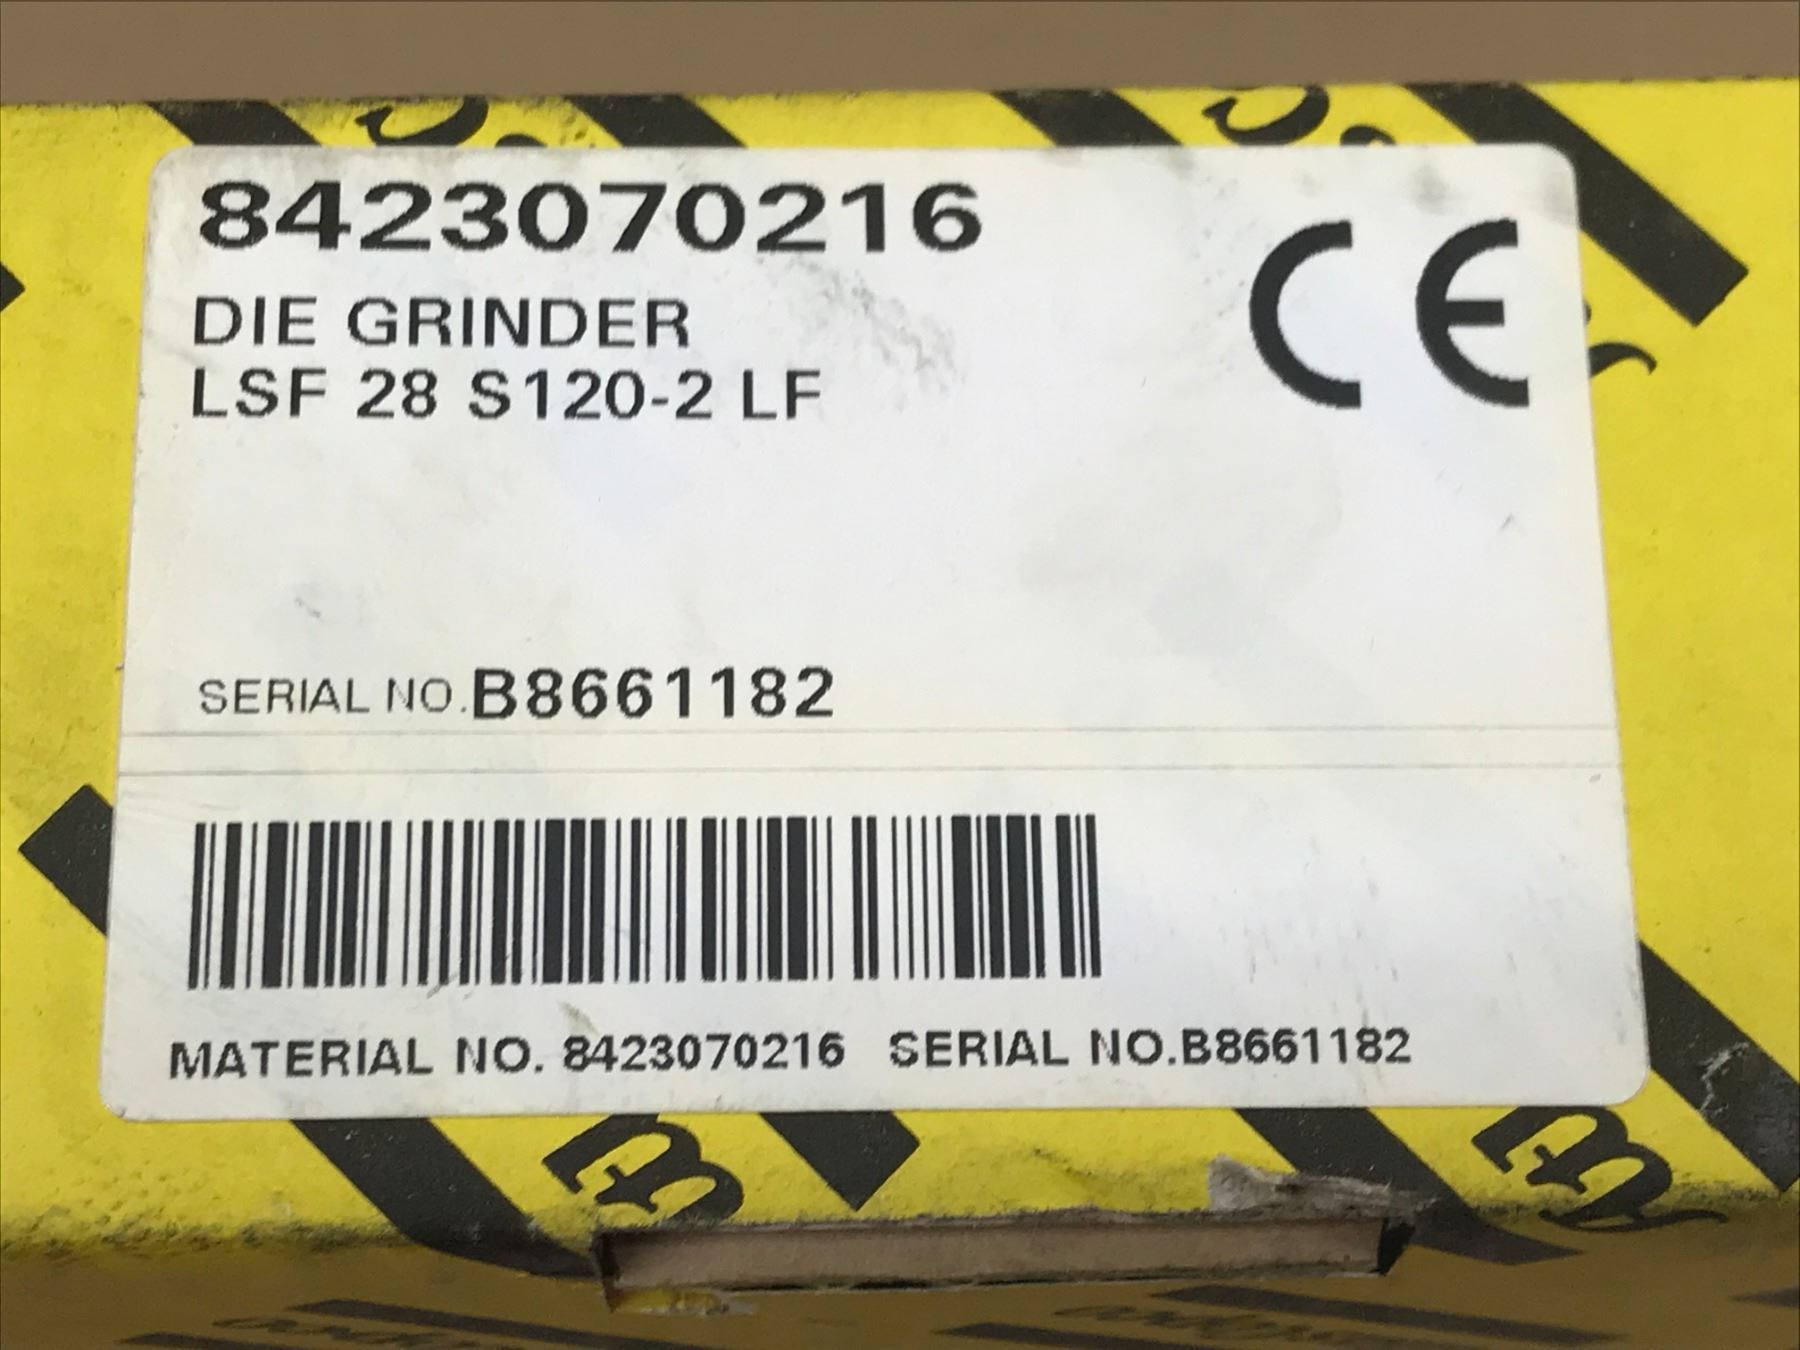 8423070216
CE
DIE GRINDER
LSF 28 S120-2 LF
SERIAL NO.B8661182
MATERIAL NO. 8423070216 SERIAL NO.B8661182